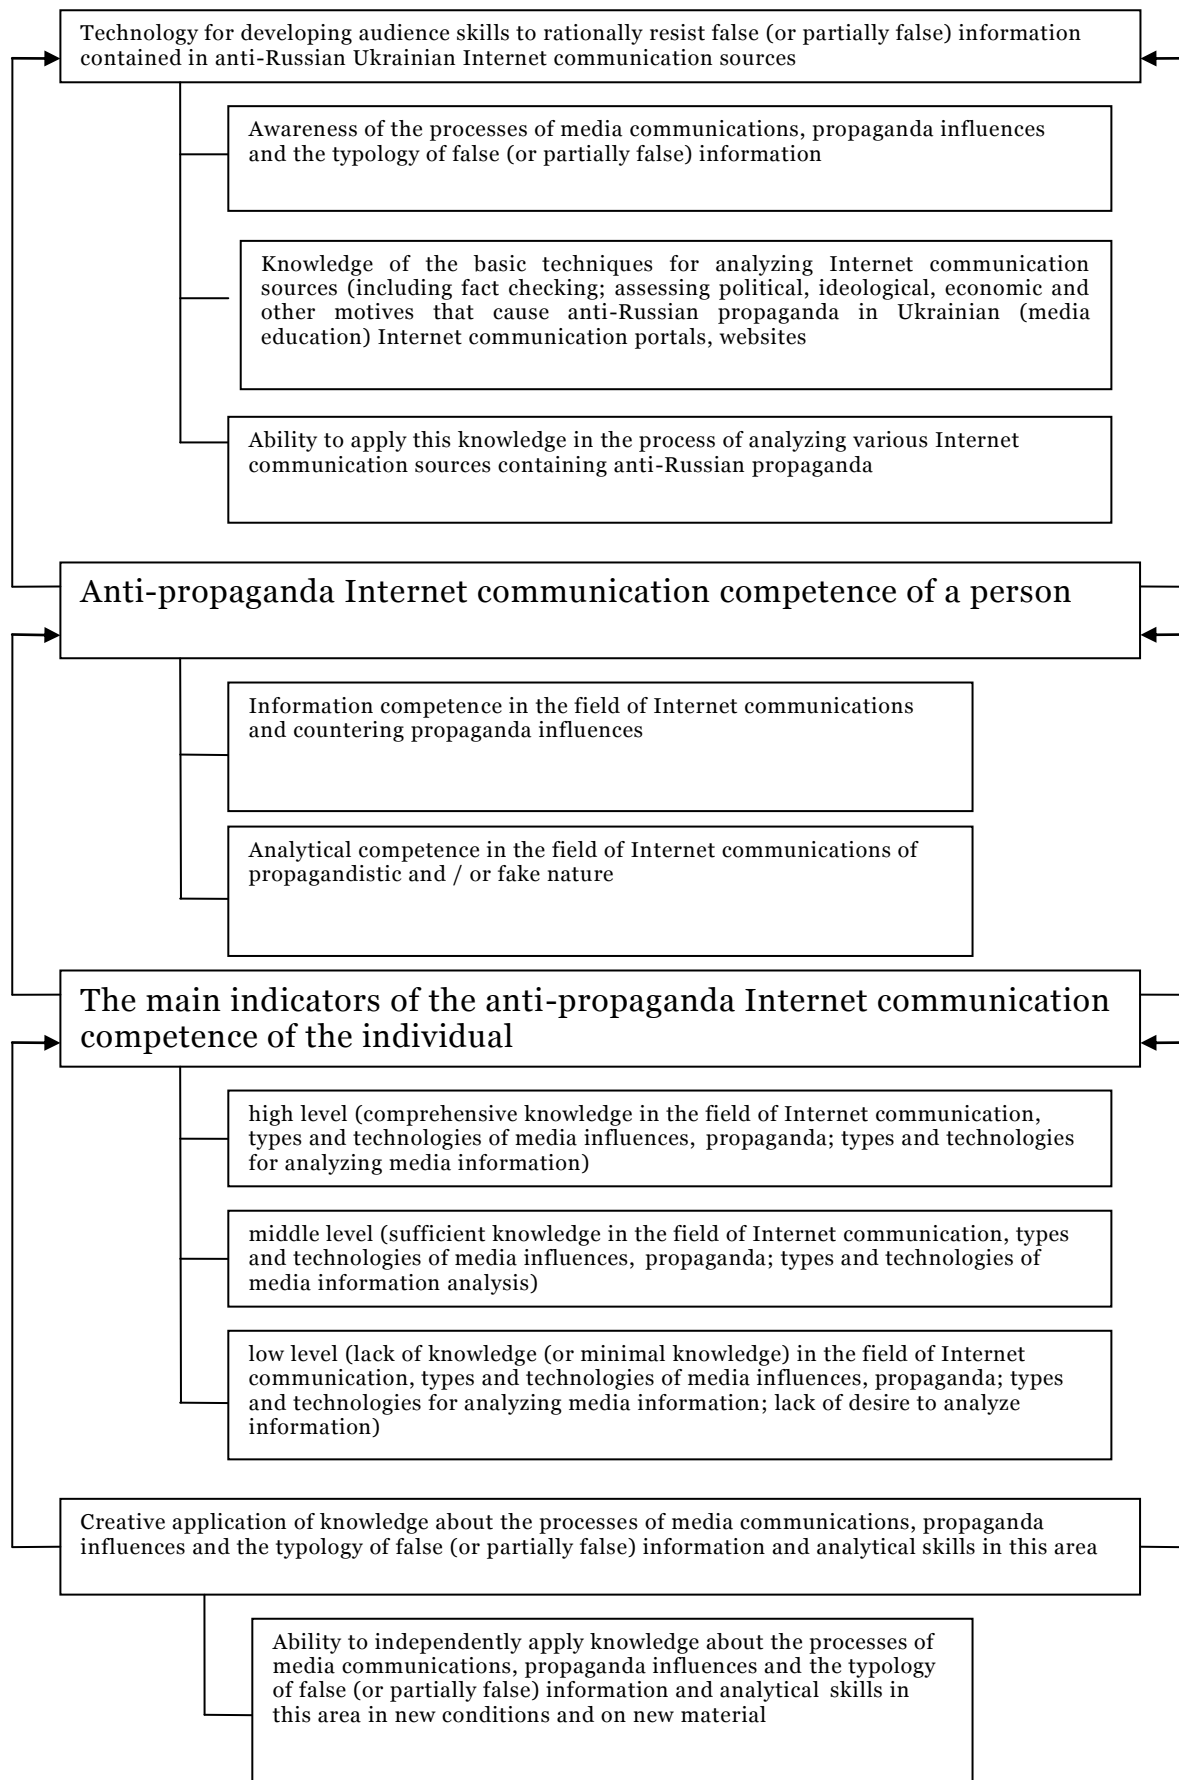 Technology for developing audience skills to rationally resist false (or partially false) information
contained in anti-Russian Ukrainian Internet communication sources
Awareness of the processes of media communications, propaganda influences
and the typology of false (or partially false) information
Knowledge of the basic techniques for analyzing Internet communication
sources (including fact checking; assessing political, ideological, economic and
other motives that cause anti-Russian propaganda in Ukrainian (media
education) Internet communication portals, websites
Ability to apply this knowledge in the process of analyzing various Internet
communication sources containing anti-Russian propaganda
Anti-propaganda Internet communication competence of a person
Information competence in the field of Internet communications
and countering propaganda influences
Analytical competence in the field of Internet communications of
propagandistic and / or fake nature
The main indicators of the anti-propaganda Internet communication
competence of the individual
high level (comprehensive knowledge in the field of Internet communication,
types and technologies of media influences, propaganda; types and technologies
for analyzing media information)
middle level (sufficient knowledge in the field of Internet communication, types
and technologies of media influences, propaganda; types and technologies of
media information analysis)
low level (lack of knowledge (or minimal knowledge) in the field of Internet
communication, types and technologies of media influences, propaganda; types
and technologies for analyzing media information; lack of desire to analyze
information)
Creative application of knowledge about the processes of media communications, propaganda
influences and the typology of false (or partially false) information and analytical skills in this area
Ability to independently apply knowledge about the processes of
media communications, propaganda influences and the typology
of false (or partially false) information and analytical skills in
this area in new conditions and on new material